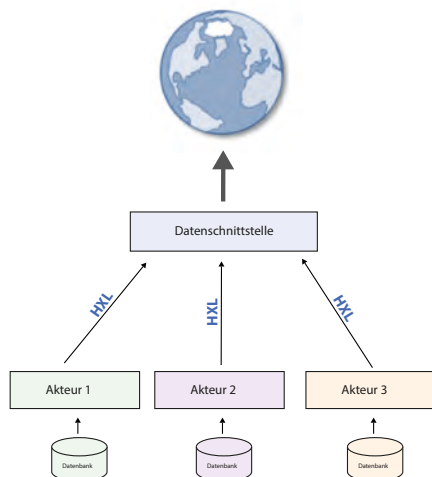 Datenschnittstelle
HXL
HXL
HXL
Akteur 1
Akteur 2
Akteur 3
Datenbank
Datenbank
Datenbank